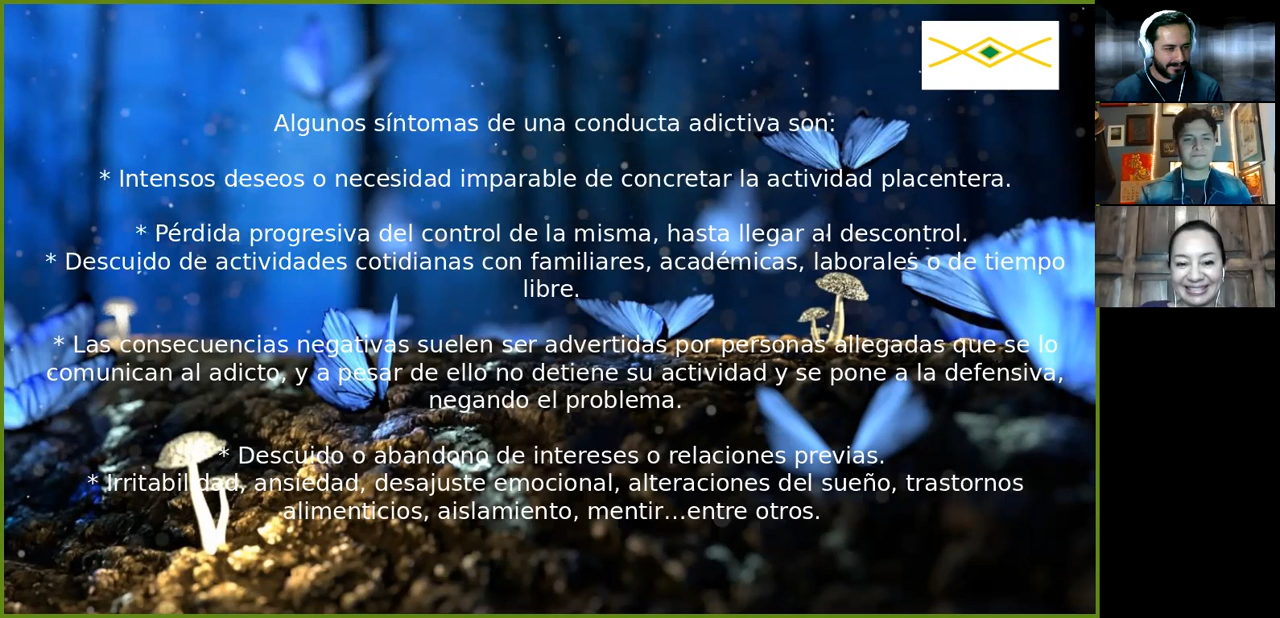 Algunos síntomas de una conducta adictiva son:
* Intensos deseos o necesidad imparable de concretar la actividad placentera.
* Pérdida progresiva del control de la misma, hasta llegar al descontrol.
* Descuido de actividades cotidianas con familiares, académicas, laborales o de tiempo
libre.
* Las consecuencias negativas suelen ser advertidas por personas allegadas que se lo
comunican al adicto, y a pesar de ello no detiene su actividad y se pone a la defensiva,
negando el problema.
* Descuido o abandono de intereses o relaciones previas.
* Irritabilidad, ansiedad, desajuste emocional, alteraciones del sueño, trastornos
alimenticios, aislamiento, mentir...entre otros.